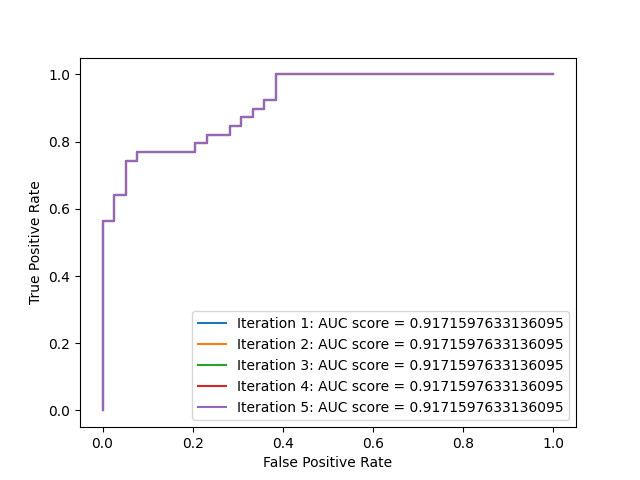 1.0
0.8
0.6
0.4
0.2
0.0
True Positive Rate
Iteration 1: AUC score = 0.9171597633136095
Iteration 2: AUC score = 0.9171597633136095
Iteration 3: AUC score = 0.9171597633136095
Iteration 4: AUC score = 0.9171597633136095
Iteration 5: AUC score = 0.9171597633136095
0.0 0.2 0.4 0.6 0.8 1.0
False Positive Rate